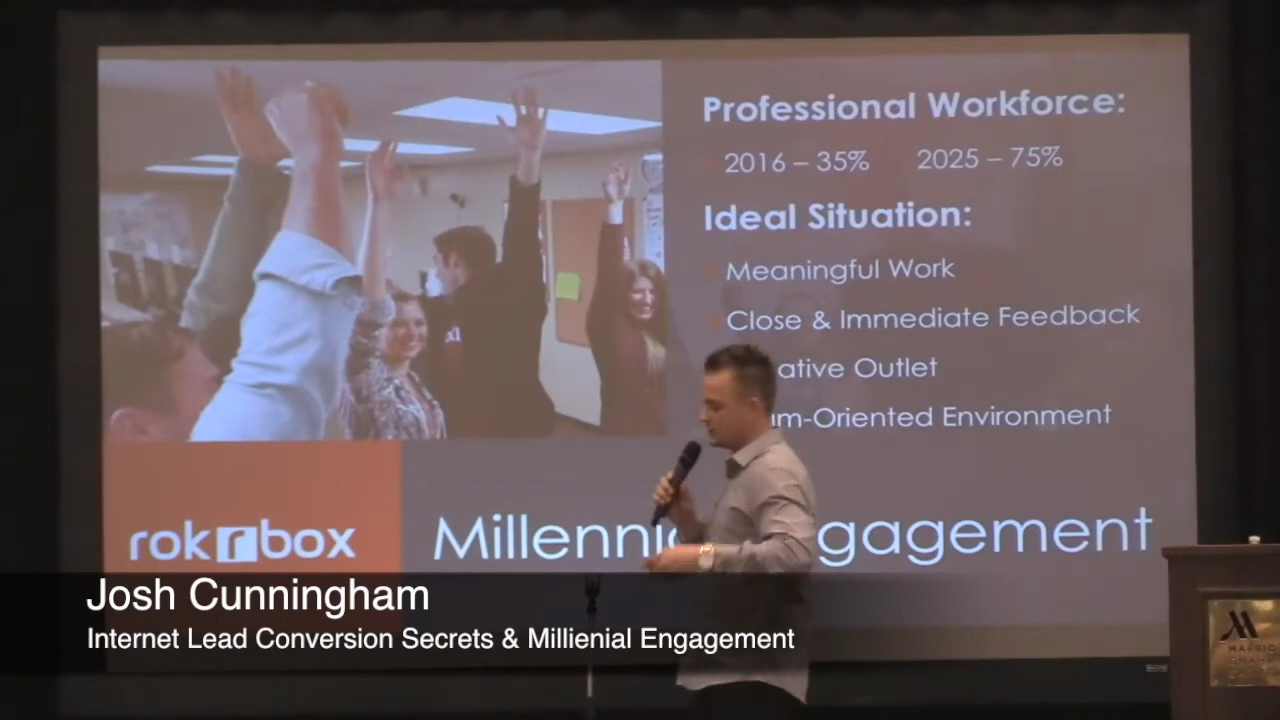 Professional Workforce:
2016 – 35% 2025 – 75%
Ideal Situation:
Meaningful Work
Close & Immediate Feedback
ative Outlet
m-Oriented Environment
rokrbox
Millenni gagement
Josh Cunningham
Internet Lead Conversion Secrets & Millienial Engagement